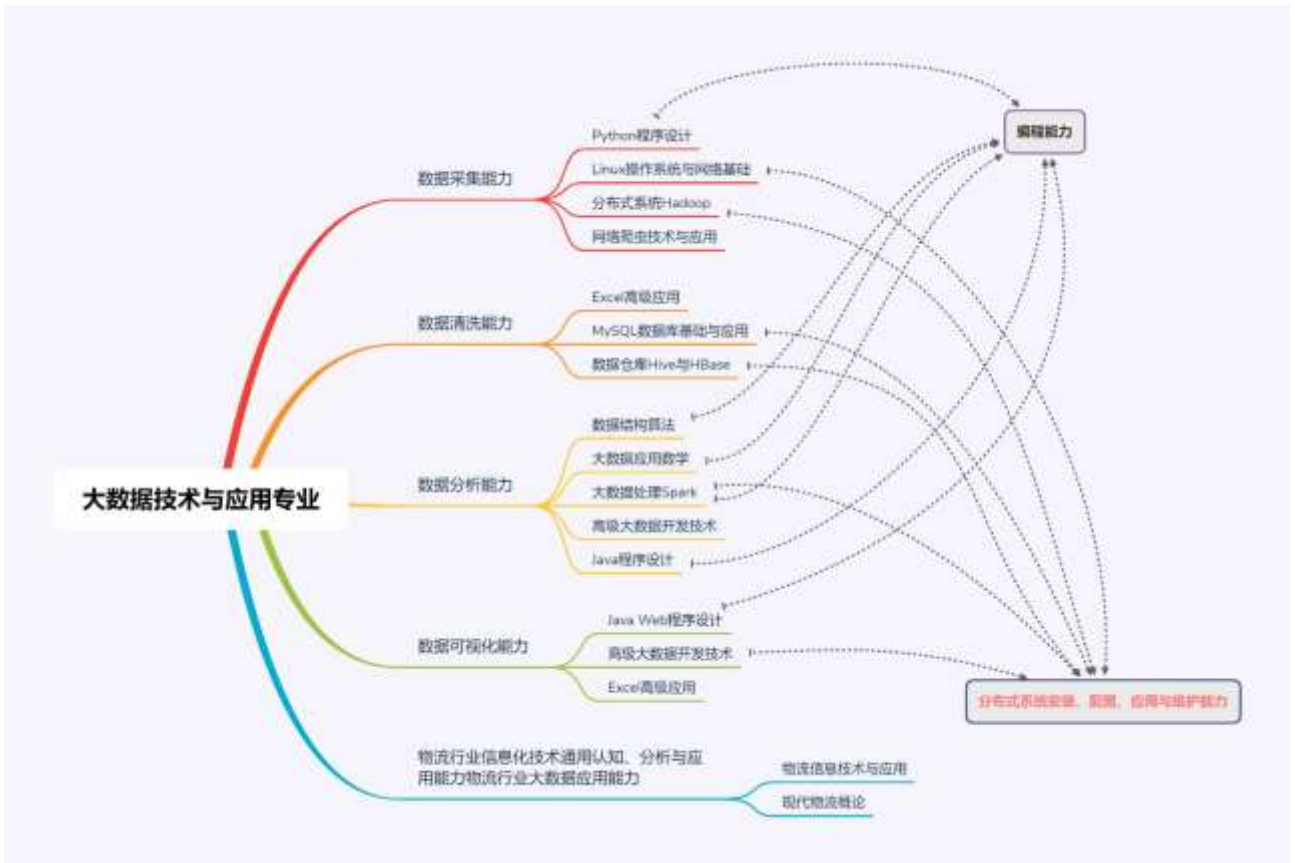 编程能力
Python程序设计
Linux操作系统与网络基础
数据采集能力
分布式系统Hadoop
网络爬虫技术与应用
Excel高级应用
数据清洗能力
MySQL数据库基础与应用
数据仓库Hive与HBase
数据结构算法
大数据应用数学
数据分析能力
大数据处理Spark
大数据技术与应用专业
高级大数据开发技术
Java程序设计
Java Web程序设计
数据可视化能力
高级大数据开发技术
Excel高级应用
分布式系统安装、配置、应用与维护能力
物流行业信息化技术通用认知、分析与应
用能力物流行业大数据应用能力
物流信息技术与应用
现代物流概论